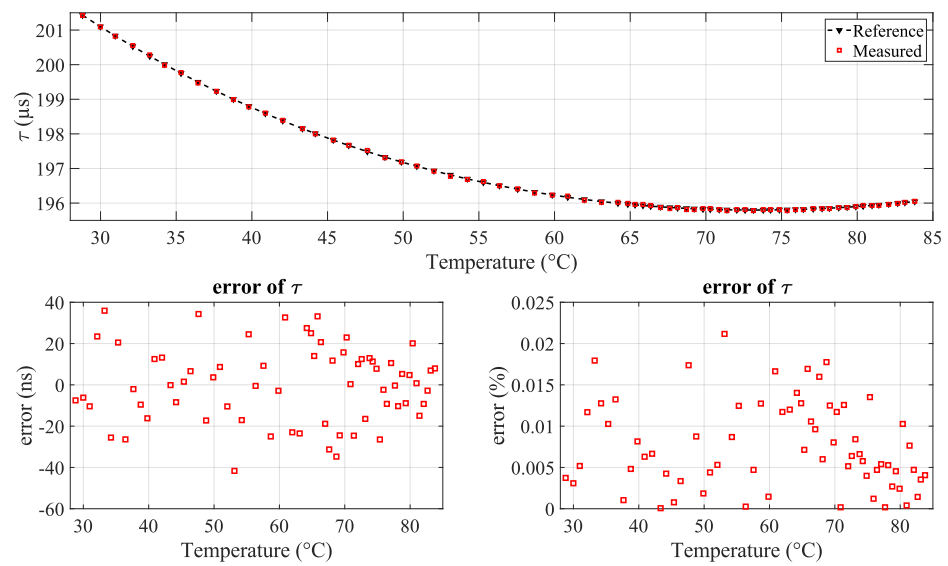 201
200
199
198
197
196
τ (µs)
Reference
Measured
30 35 40 45 50 55 60 65 70 75 80 85
Temperature (°C)
error of τ
40
20
0
-20
-40
-60
error (ns)
30 40 50 60 70 80
Temperature (°C)
error of τ
0.025
0.02
0.015
0.01
0.005
0.000
error (%)
30 40 50 60 70 80
Temperature (°C)